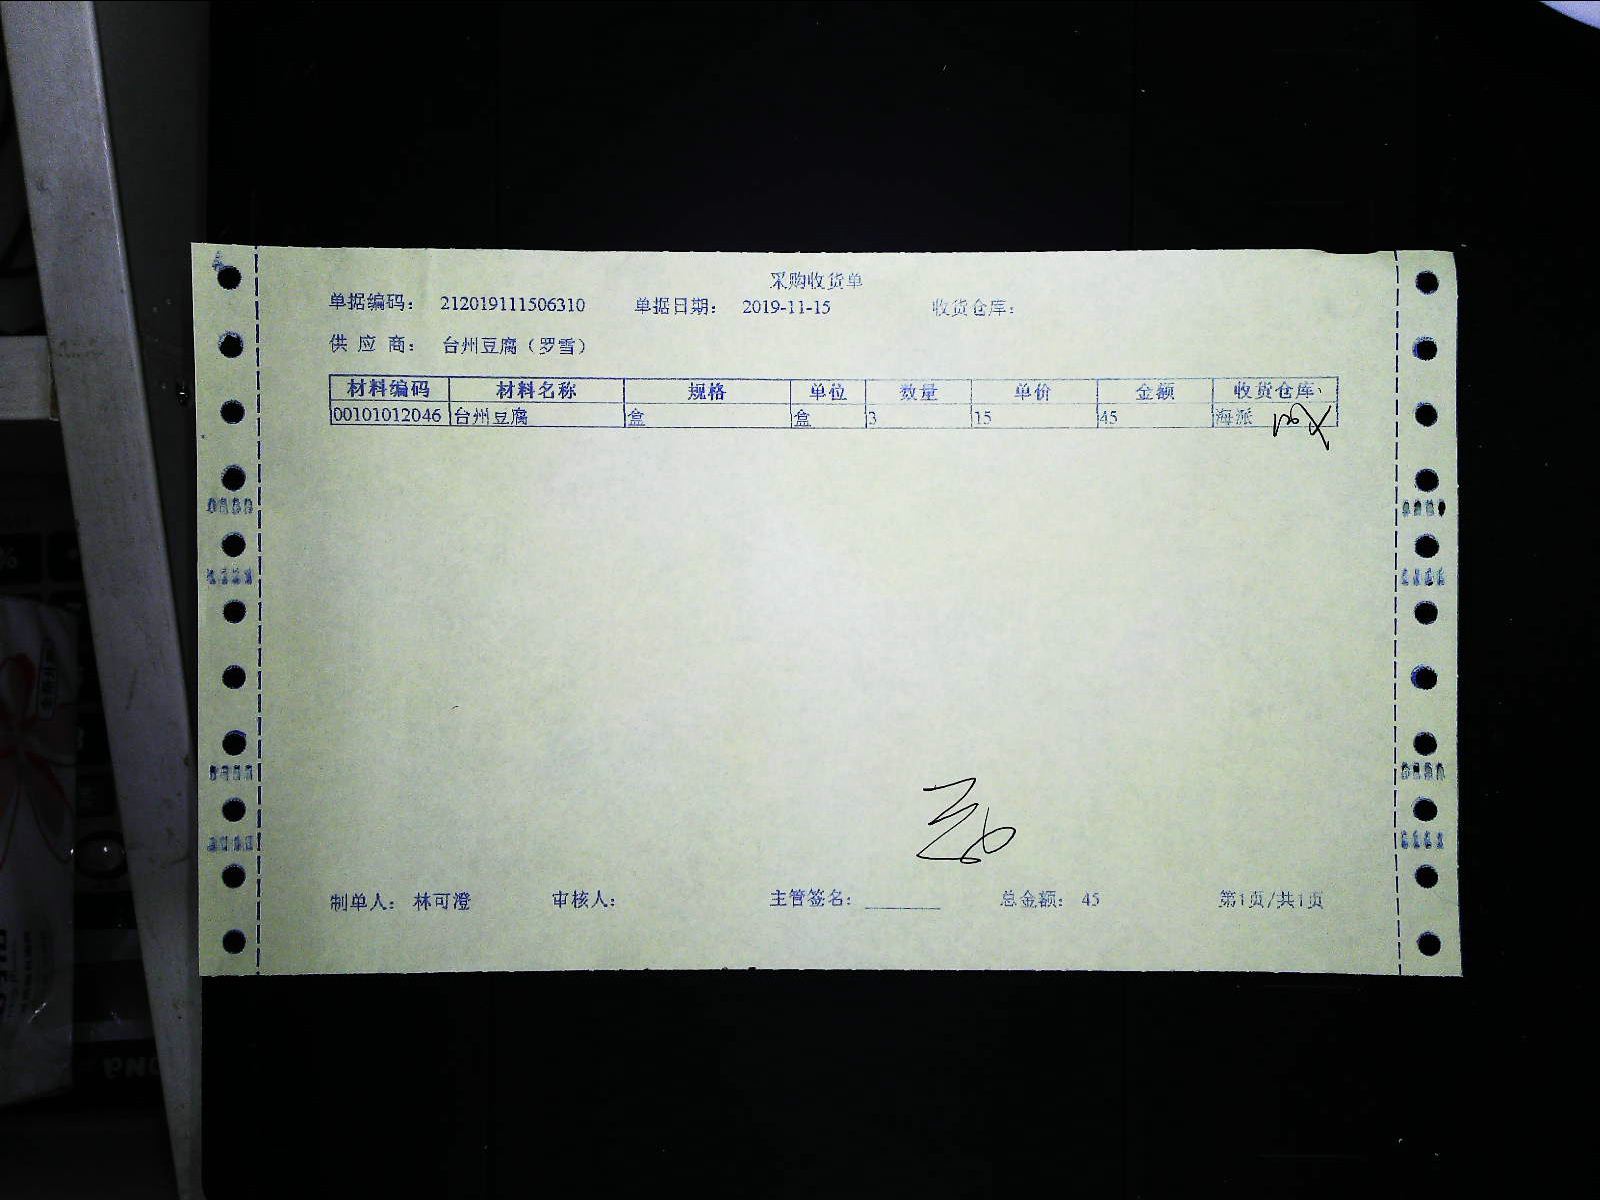 采购收货单
单据编码： 212019111506310 单据日期： 2019-11-15 收货仓库：
供 应 商： 台州豆腐（罗雪）
材料编码 材料名称 规格 单位 数量 单价 金额 收货仓库
00101012046 台州豆腐 盒 盒 3 15 45 海派
制单人： 林可澄 审核人： 主管签名： ________ 总金额： 45 第1页/共1页